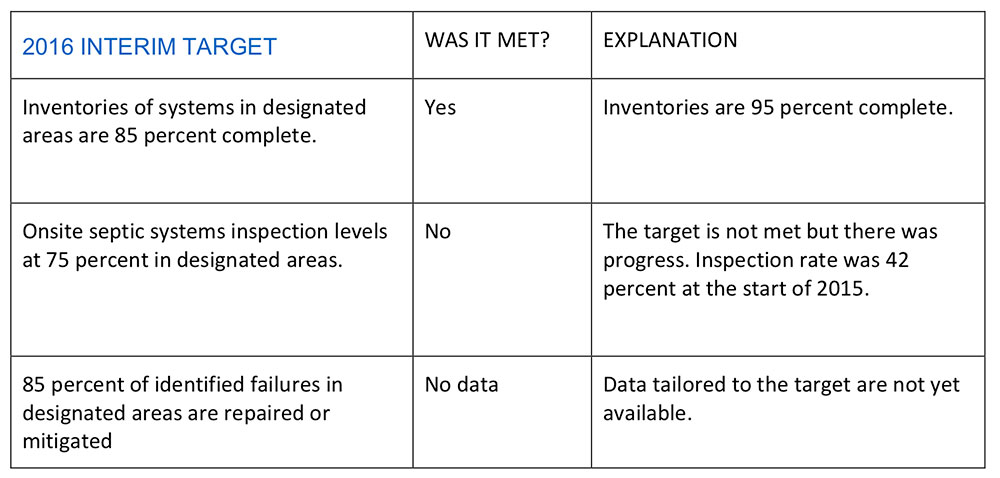 2016 INTERIM TARGET
WAS IT MET?
EXPLANATION
Inventories of systems in designated
areas are 85 percent complete.
Yes
Inventories are 95 percent complete.
Onsite septic systems inspection levels
at 75 percent in designated areas.
No
The target is not met but there was
progress. Inspection rate was 42
percent at the start of 2015.
85 percent of identified failures in
designated areas are repaired or
mitigated
No data
Data tailored to the target are not yet
available.